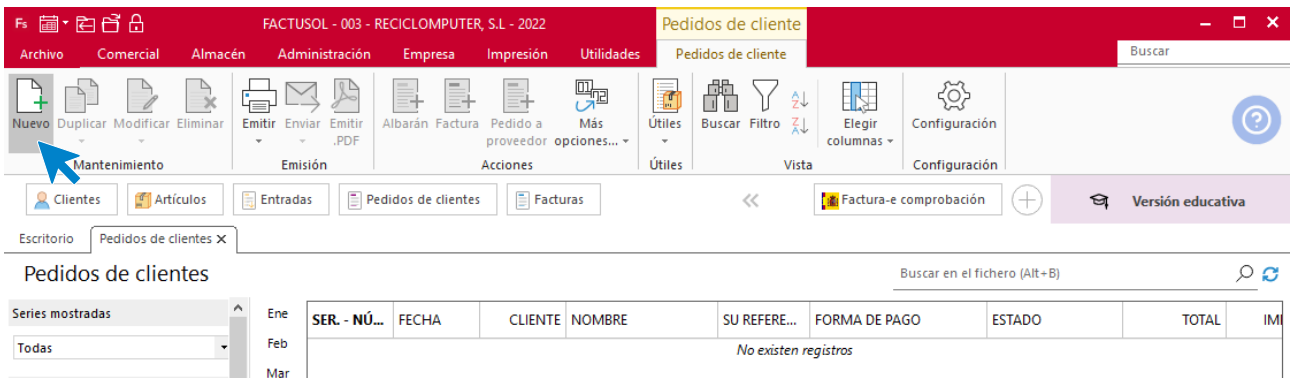 Fs FACTUSOL - 003 - RECICLOMPUTER, S.L - 2022 Pedidos de cliente
Archivo Comercial Almacén Administración Empresa Impresión Utilidades Pedidos de cliente Buscar
Nuevo Duplicar Modificar Eliminar Emitir Enviar Emitir .PDF Albarán Factura Pedido a proveedor Más opciones... Útiles Buscar Filtro Elegir columnas Configuración
Mantenimiento Emisión Acciones Útiles Vista Configuración
Clientes Artículos Entradas Pedidos de clientes Facturas Factura-e comprobación Versión educativa
Escritorio Pedidos de clientes
Pedidos de clientes Buscar en el fichero (Alt+B)
Series mostradas Ene SER. - NÚ... FECHA CLIENTE NOMBRE SU REFERE... FORMA DE PAGO ESTADO TOTAL IMI
Todas Feb No existen registros
Mar